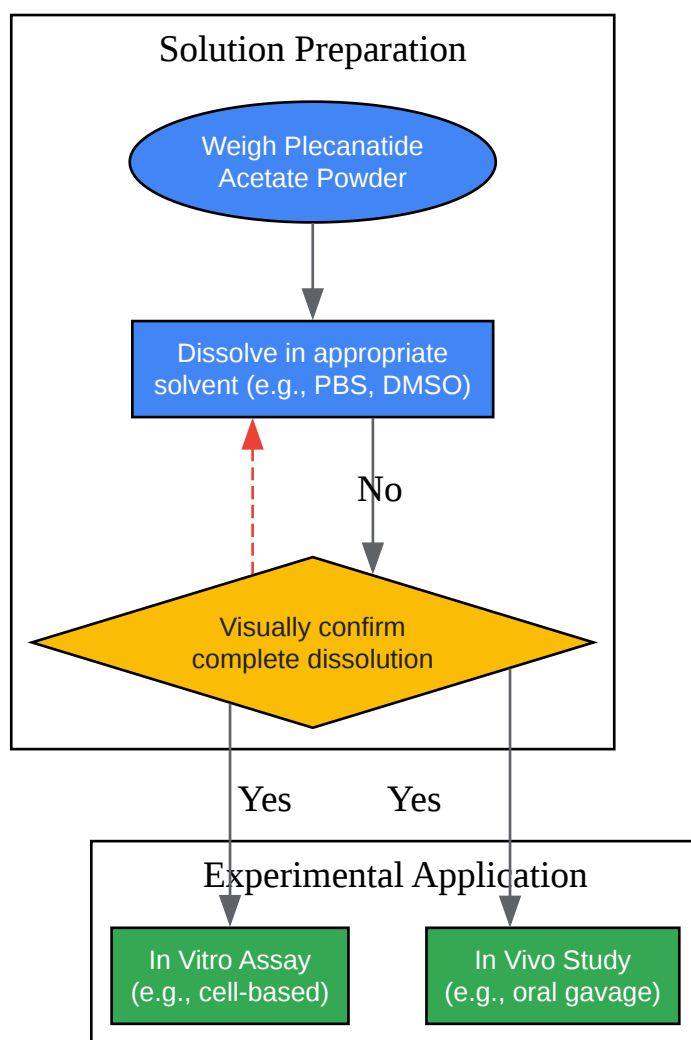 Solution Preparation
Weigh Plecanatide
Acetate Powder
Dissolve in appropriate
solvent (e.g., PBS, DMSO)
No
Visually confirm
complete dissolution
Yes
Yes
Experimental Application
In Vitro Assay
(e.g., cell-based)
In Vivo Study
(e.g., oral gavage)